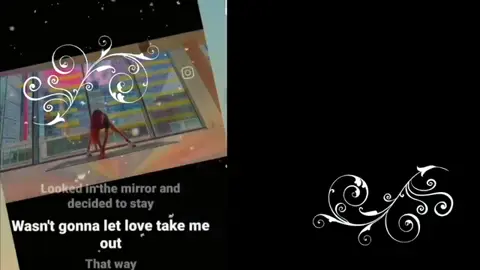 Looked in the mirror and
decided to stay
Wasn't gonna let love take me
out
That way